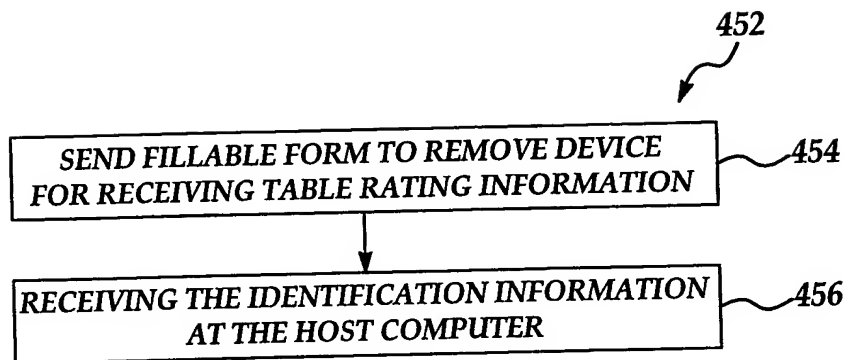 452
SEND FILLABLE FORM TO REMOVE DEVICE
FOR RECEIVING TABLE RATING INFORMATION
454
RECEIVING THE IDENTIFICATION INFORMATION
AT THE HOST COMPUTER
456